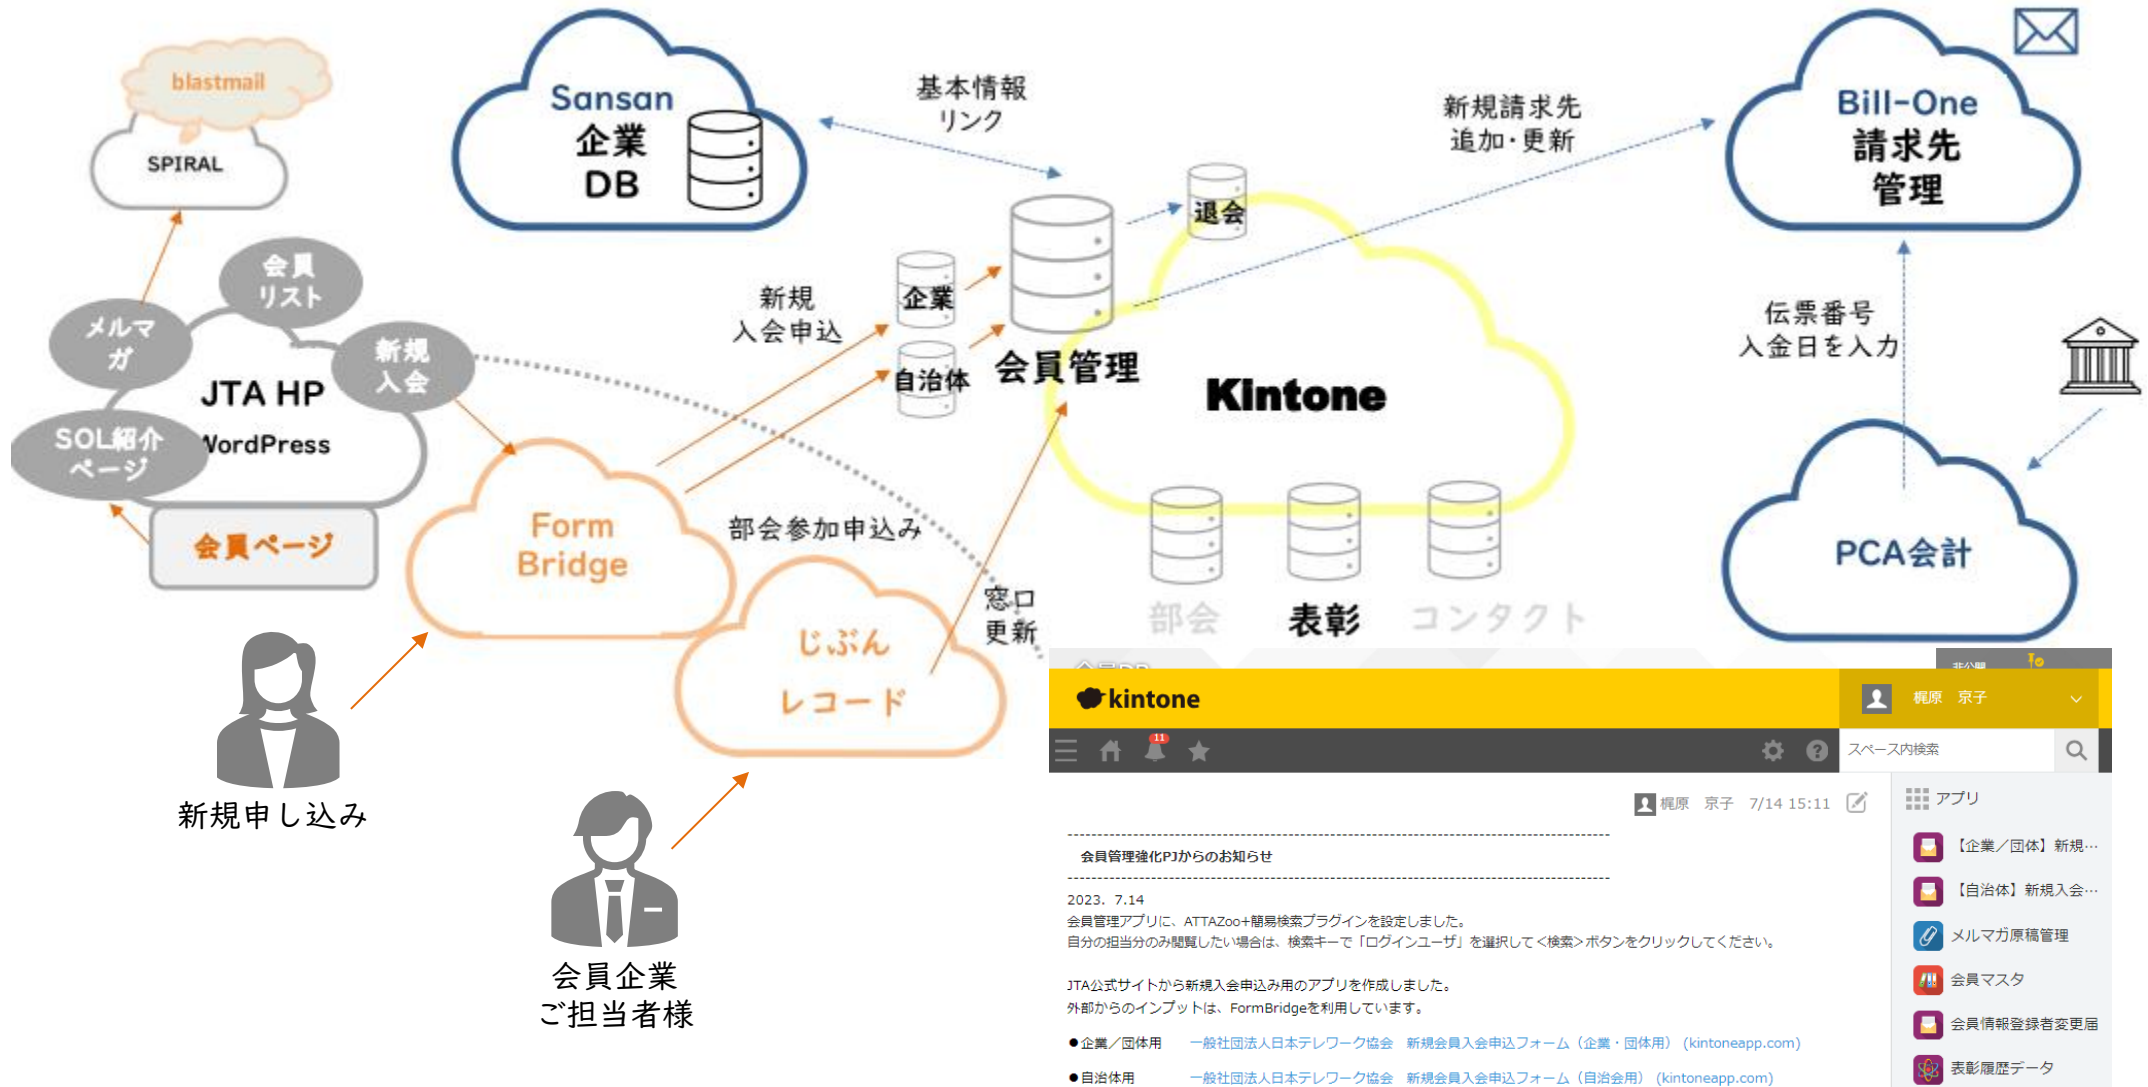 blastmail
SPIRAL
Sansan
企業
DB
基本情報
リンク
新規請求先
追加・更新
Bill-One
請求先
管理
退会
会員
リスト
メルマ
ガ
新規
入会
JTA HP
WordPress
SOL紹介
ページ
会員ページ
新規
入会申込
企業
自治体
会員管理
Kintone
伝票番号
入金日を入力
PCA会計
Form
Bridge
部会参加申込み
窓口
更新
じぶん
レコード
部会
表彰
コンタクト
新規申し込み
会員企業
ご担当者様
非公開
kintone
梶原 京子
11
スペース内検索
梶原 京子 7/14 15:11
アプリ
会員管理強化PJからのお知らせ
2023. 7.14
会員管理アプリに、ATTAZoo+簡易検索プラグインを設定しました。
自分の担当分のみ閲覧したい場合は、検索キーで「ログインユーザ」を選択して<検索>ボタンをクリックしてください。
JTA公式サイトから新規入会申込み用のアプリを作成しました。
外部からのインプットは、FormBridgeを利用しています。
●企業/団体用 一般社団法人日本テレワーク協会 新規会員入会申込フォーム（企業・団体用） (kintoneapp.com)
●自治体用 一般社団法人日本テレワーク協会 新規会員入会申込フォーム（自治会用） (kintoneapp.com)
【企業／団体】新規…
【自治体】新規入会…
メルマガ原稿管理
会員マスタ
会員情報登録者変更届
表彰履歴データ